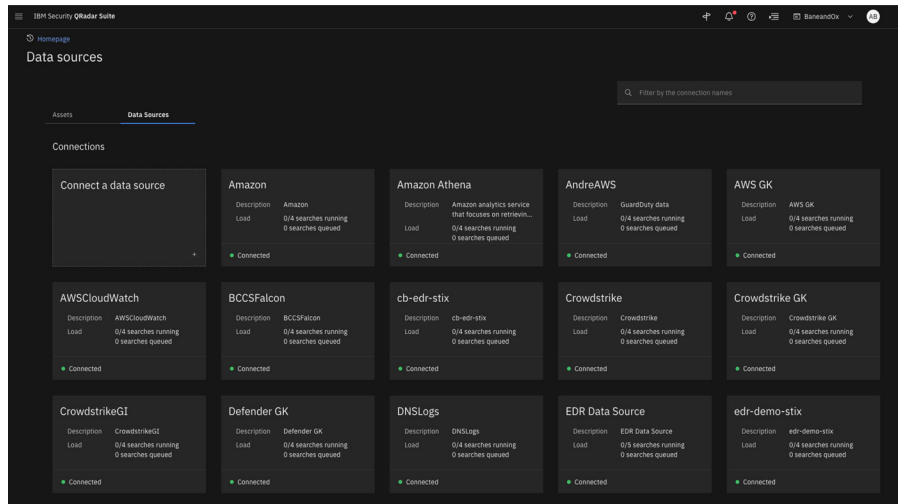 IBM Security QRadar Suite
BaneandOx
AB
Homepage
Data sources
Filter by the connection names
Assets
Data Sources
Connections
Connect a data source
+
Amazon
Description Amazon
Load 0/4 searches running
0 searches queued
Connected
Amazon Athena
Description Amazon analytics service
that focuses on retrievin...
Load 0/4 searches running
0 searches queued
Connected
AndreAWS
Description GuardDuty data
Load 0/4 searches running
0 searches queued
Connected
AWS GK
Description AWS GK
Load 0/4 searches running
0 searches queued
Connected
AWSCloudWatch
Description AWSCloudWatch
Load 0/4 searches running
0 searches queued
Connected
BCCSFalcon
Description BCCSFalcon
Load 0/4 searches running
0 searches queued
Connected
cb-edr-stix
Description cb-edr-stix
Load 0/4 searches running
0 searches queued
Connected
Crowdstrike
Description Crowdstrike
Load 0/4 searches running
0 searches queued
Connected
Crowdstrike GK
Description Crowdstrike GK
Load 0/4 searches running
0 searches queued
Connected
CrowdstrikeGI
Description CrowdstrikeGI
Load 0/4 searches running
0 searches queued
Connected
Defender GK
Description Defender GK
Load 0/4 searches running
0 searches queued
Connected
DNSLogs
Description DNSLogs
Load 0/4 searches running
0 searches queued
Connected
EDR Data Source
Description EDR Data Source
Load 0/5 searches running
0 searches queued
Connected
edr-demo-stix
Description edr-demo-stix
Load 0/4 searches running
0 searches queued
Connected